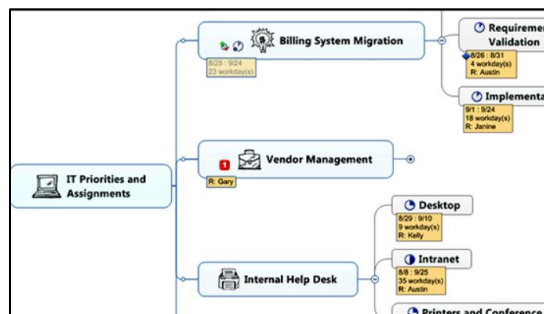 Billing System Migration
8/25 : 9/24
23 workday(s)
Requiremen
Validation
8/26 : 8/31
4 workday(s)
R: Austin
Implementa
9/1 : 9/24
18 workday(s)
R: Janine
1
Vendor Management
R: Gary
IT Priorities and
Assignments
Desktop
8/29 : 9/10
9 workday(s)
R: Kelly
Internal Help Desk
Intranet
8/8 : 9/25
35 workday(s)
R: Austin
Printers and Conference